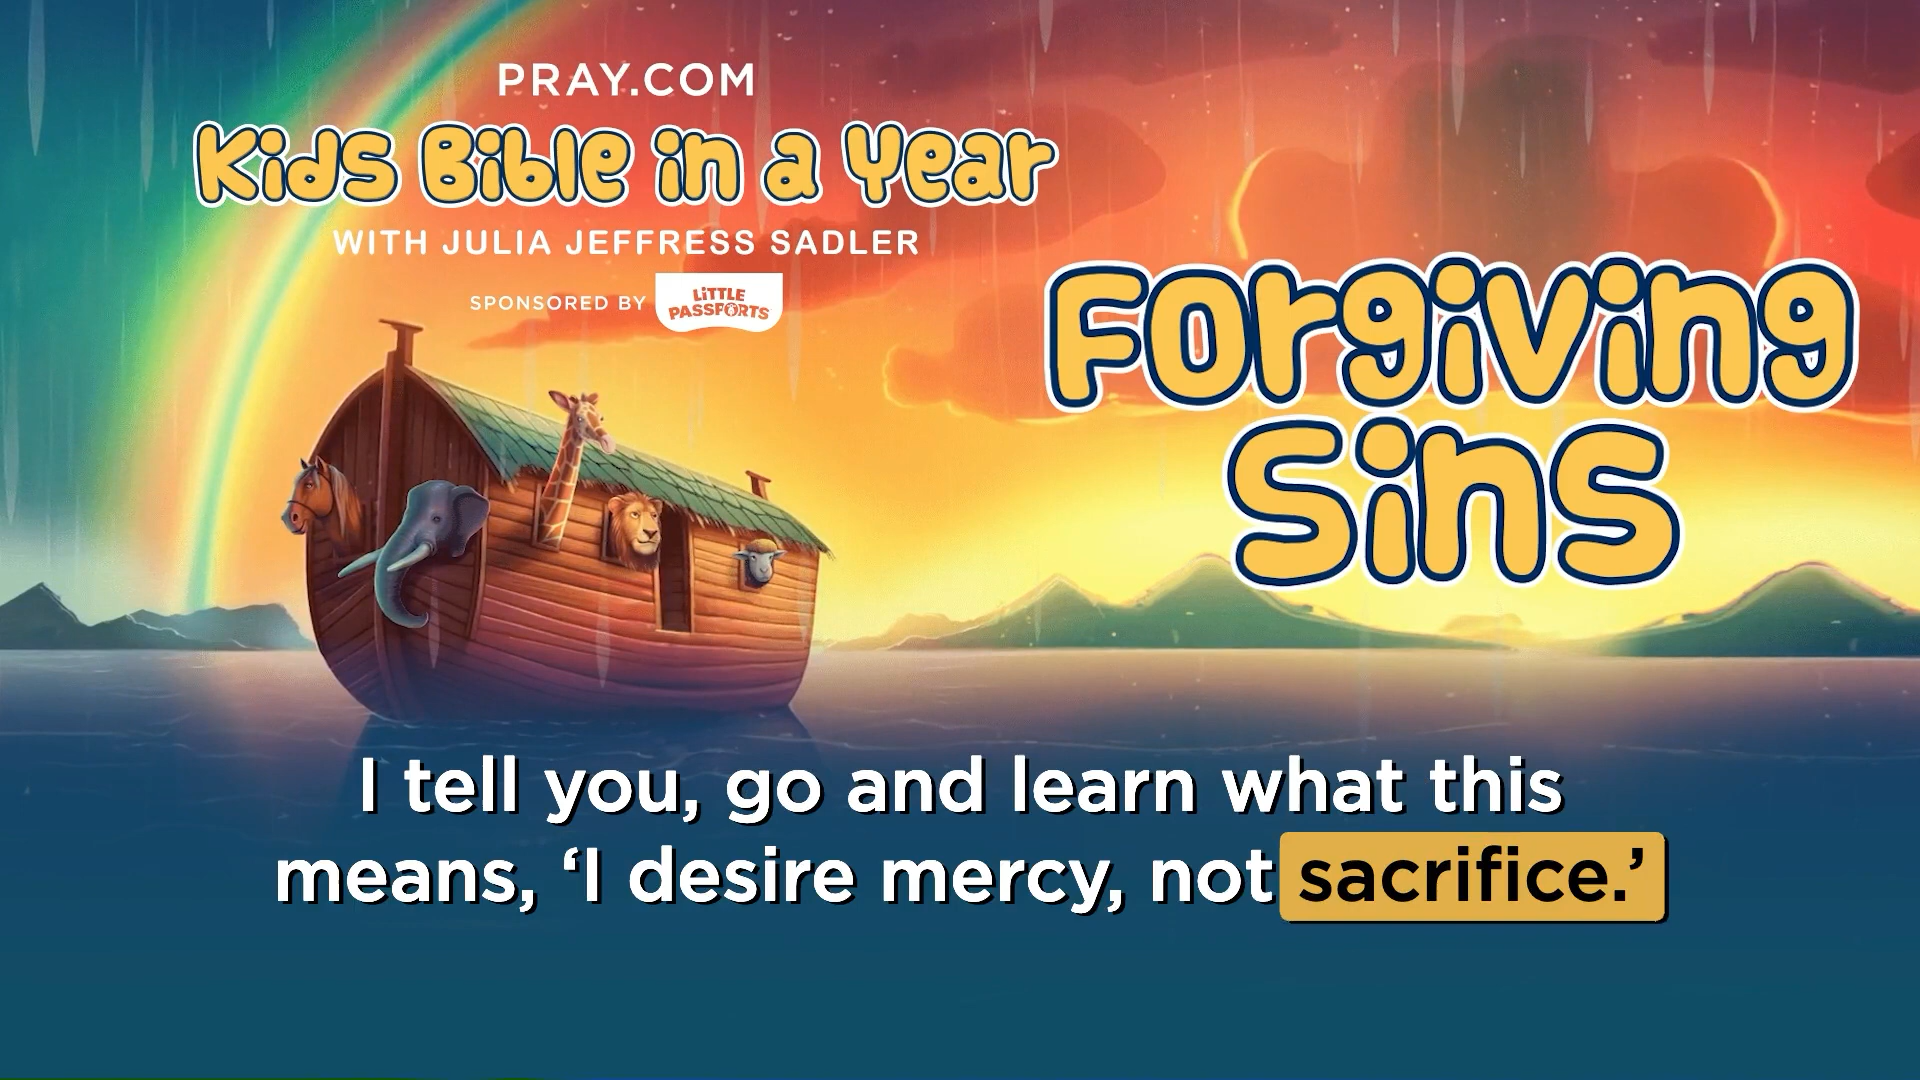 PRAY.COM
Kids Bible in a Year
WITH JULIA JEFFRESS SADLER
SPONSORED BY LITTLE PASSPORTS
Forgiving
Sins
I tell you, go and learn what this
means, ‘I desire mercy, not sacrifice.’